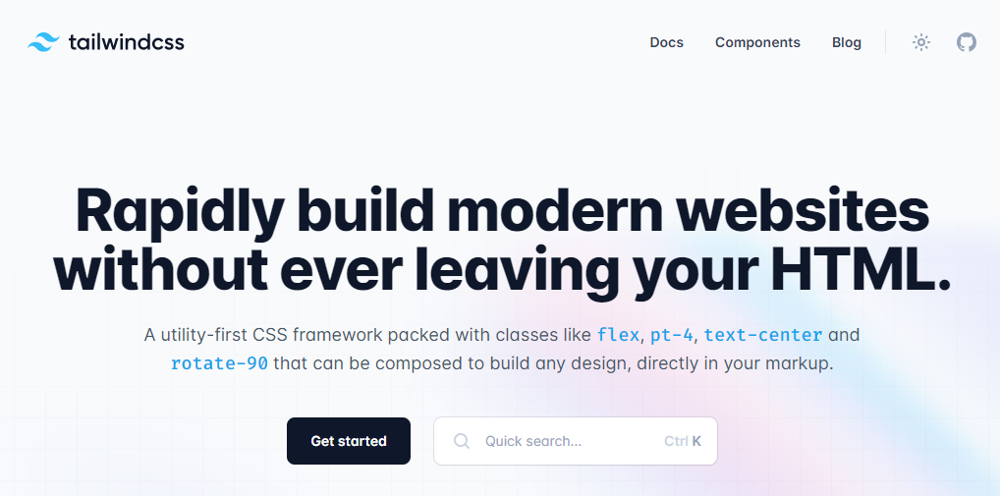 tailwindcss
Docs Components Blog
Rapidly build modern websites
without ever leaving your HTML.
A utility-first CSS framework packed with classes like flex, pt-4, text-center and
rotate-90 that can be composed to build any design, directly in your markup.
Get started
Quick search... Ctrl K